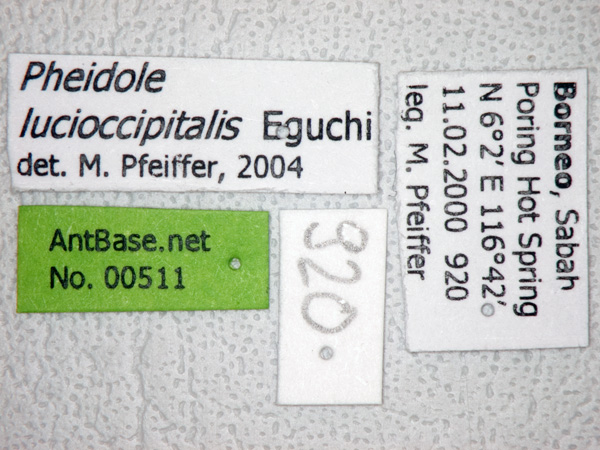 Pheidole
lucioccipitalis Eguchi
det. M. Pfeiffer, 2004
AntBase.net
No. 00511
920
Borneo, Sabah
Poring Hot Spring
N 6°2' E 116°42'
11.02.2000 920
leg. M. Pfeiffer